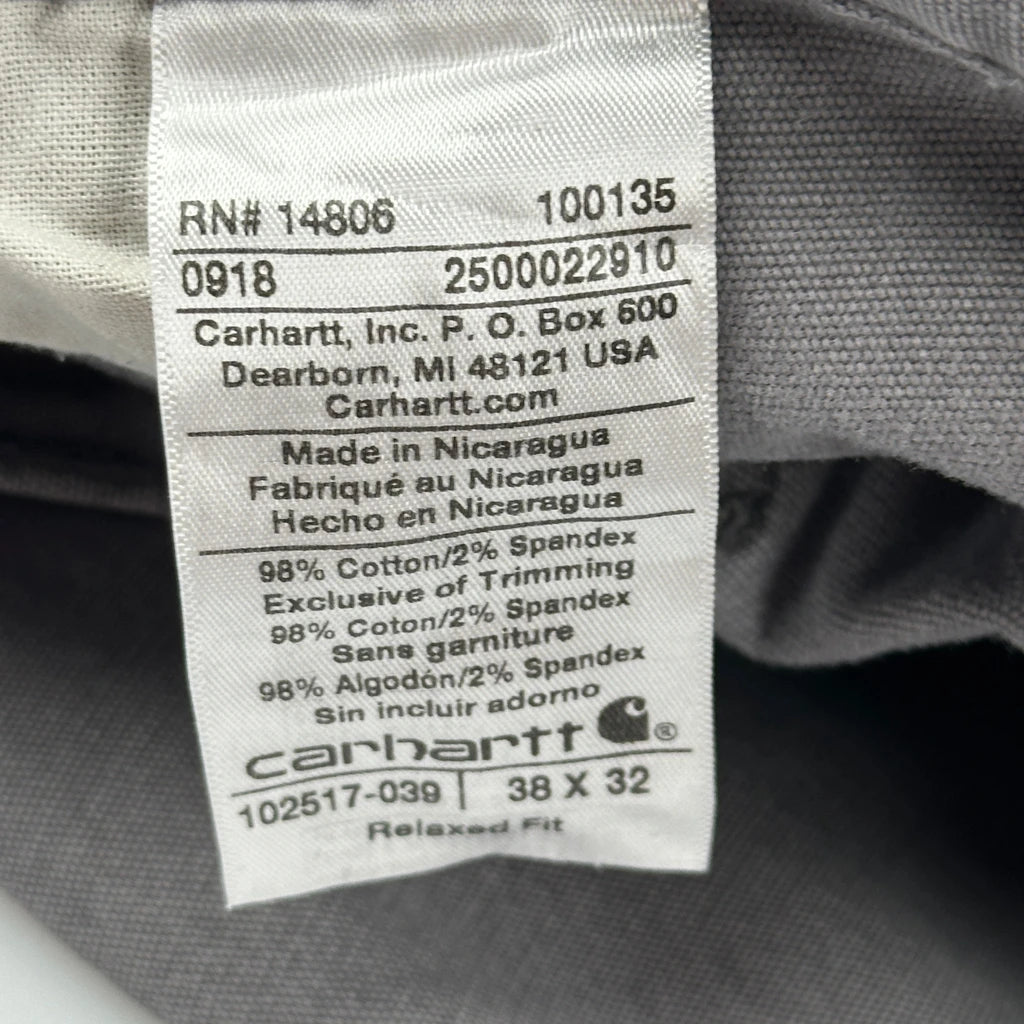 RN# 14806 100135
0918 2500022910
Carhartt, Inc. P. O. Box 600
Dearborn, MI 48121 USA
Carhartt.com
Made in Nicaragua
Fabriqué au Nicaragua
Hecho en Nicaragua
98% Cotton/2% Spandex
Exclusive of Trimming
98% Coton/2% Spandex
Sans garniture
98% Algodón/2% Spandex
Sin incluir adorno
carhartt ®
102517-039 | 38 X 32
Relaxed Fit